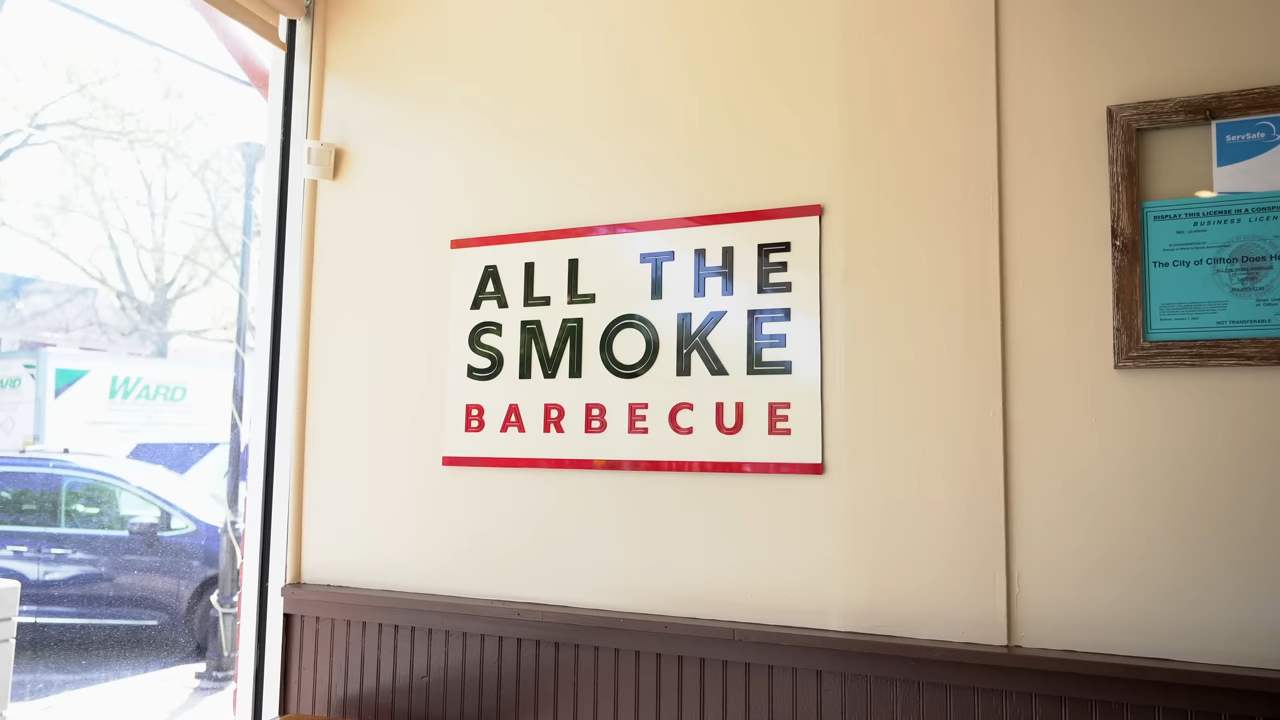 ALL THE
SMOKE
BARBECUE
WARD
ARD
ServSafe
DISPLAY THIS LICENSE IN A CONSPI
BUSINESS LICEN
The City of Clifton Does He
NOT TRANSFERABLE